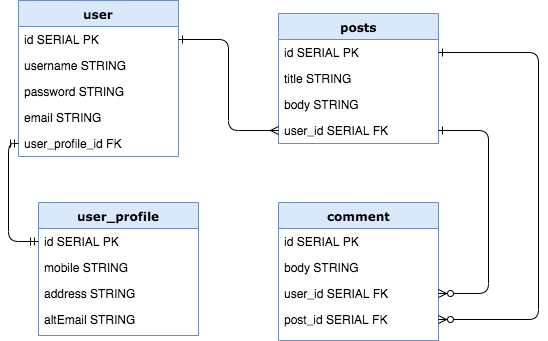 user
id SERIAL PK
username STRING
password STRING
email STRING
user_profile_id FK
posts
id SERIAL PK
title STRING
body STRING
user_id SERIAL FK
user_profile
id SERIAL PK
mobile STRING
address STRING
altEmail STRING
comment
id SERIAL PK
body STRING
user_id SERIAL FK
post_id SERIAL FK